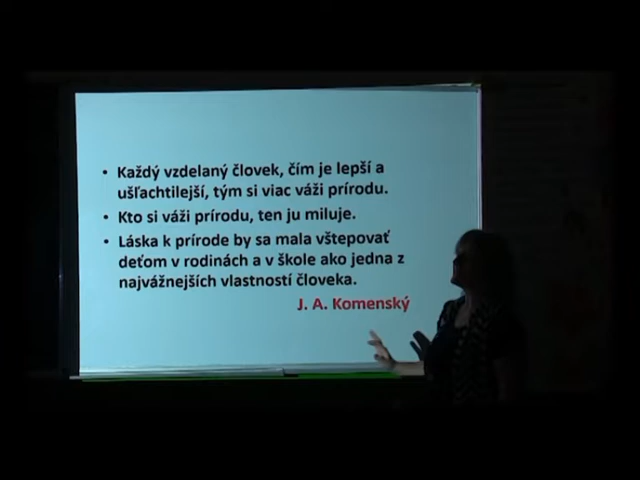 • Každý vzdelaný človek, čím je lepší a
ušľachtilejší, tým si viac váži prírodu.
• Kto si váži prírodu, ten ju miluje.
• Láska k prírode by sa mala vštepovať
deťom v rodinách a v škole ako jedna z
najvážnejších vlastností človeka.
J. A. Komenský